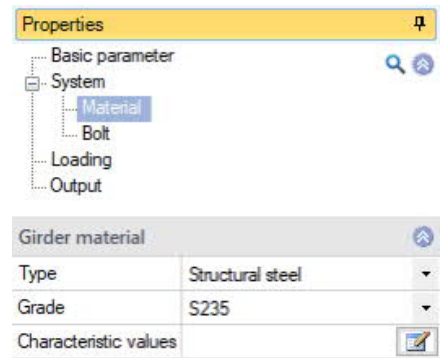 Properties
Basic parameter
System
Material
Bolt
Loading
Output
Girder material
Type Structural steel
Grade S235
Characteristic values